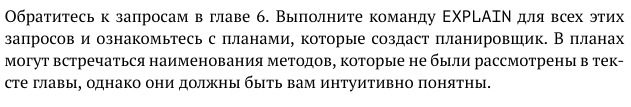 Обратитесь к запросам в главе 6. Выполните команду EXPLAIN для всех этих
запросов и ознакомьтесь с планами, которые создаст планировщик. В планах
могут встречаться наименования методов, которые не были рассмотрены в тек-
сте главы, однако они должны быть вам интуитивно понятны.